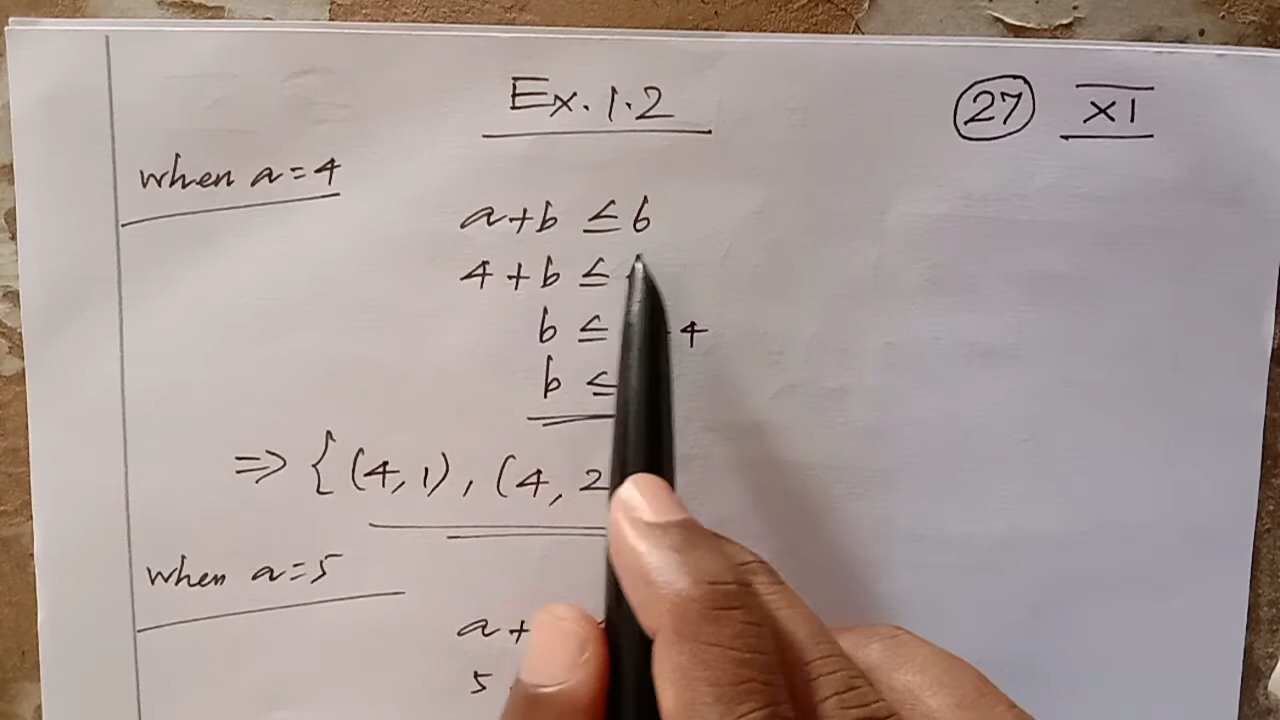 Ex. 1.2
27 XI
when a=4
a+b ≤ 6
4+b ≤
b ≤ 4
b ≤
=> {(4,1), (4,2
when a=5
a+
5